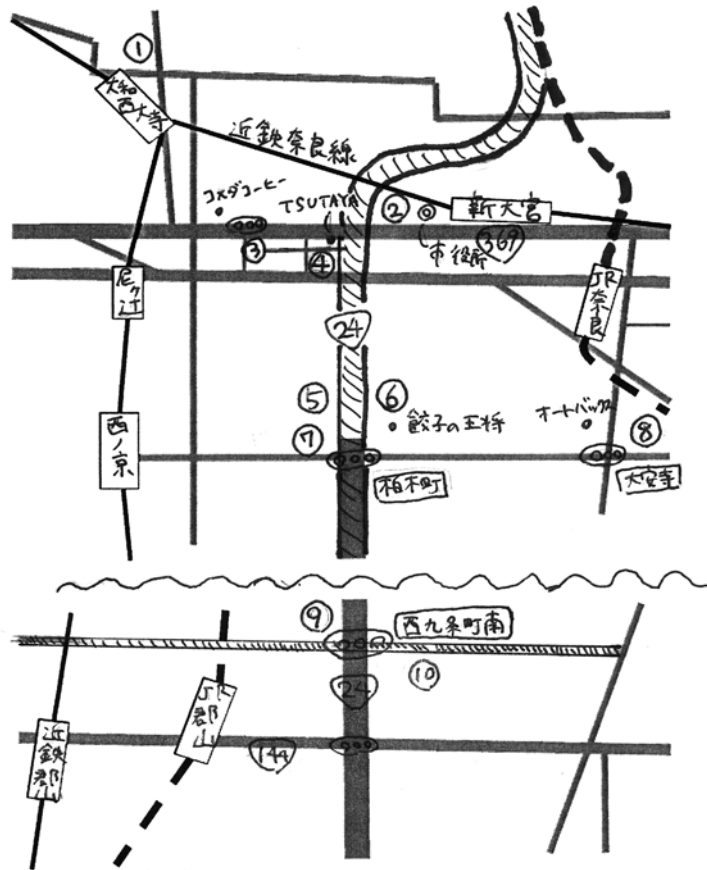 ①
大和
西大寺
近鉄奈良線
コメダコーヒー
TSUTAYA
②
新大宮
市役所
369
③
④
尼ヶ辻
JR奈良
24
⑤
⑥
餃子の王将
オートバックス
⑦
⑧
西ノ京
柏木町
大安寺
⑨
西九条町南
⑩
24
JR郡山
近鉄郡山
144